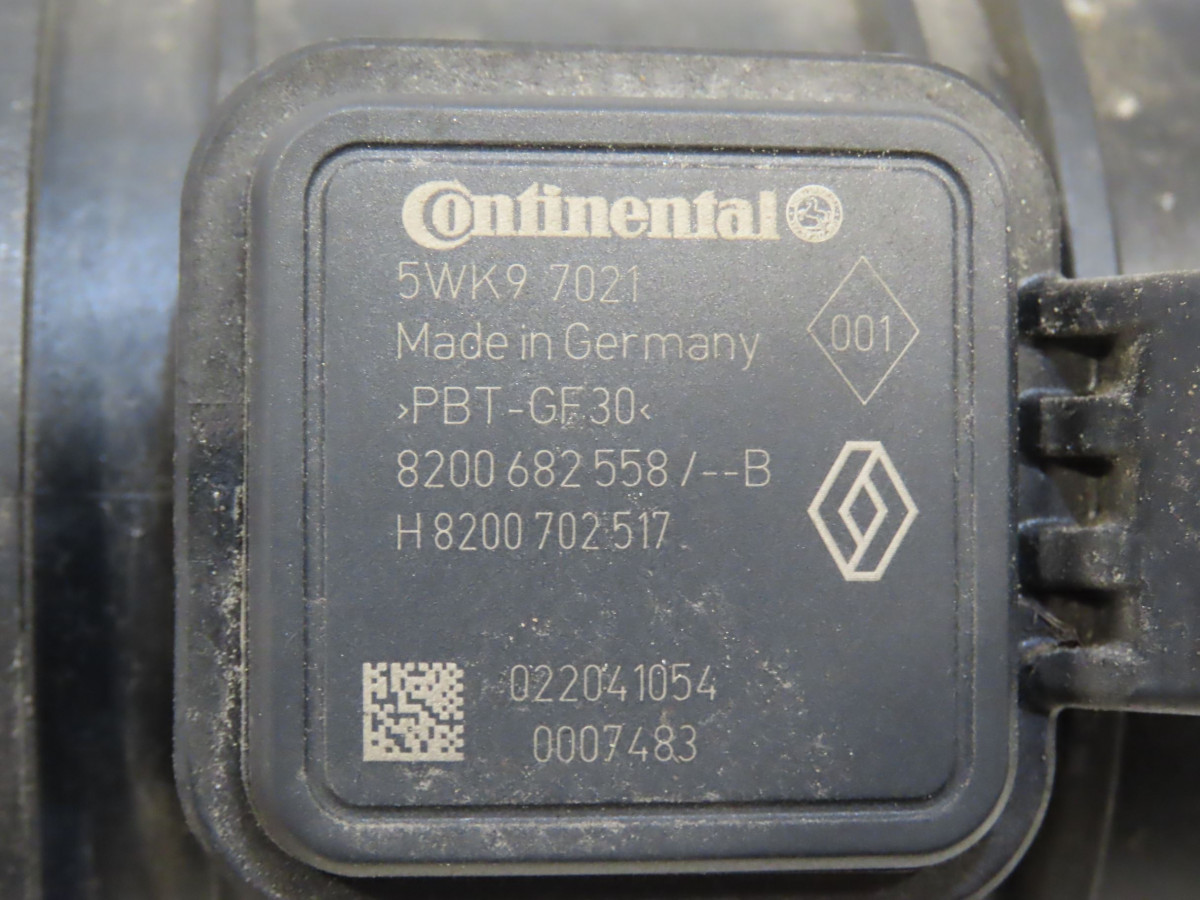 Continental
5WK9 7021
001
Made in Germany
>PBT-GF30<
8200 682 558 /--B
H 8200 702 517
022041054
0007483